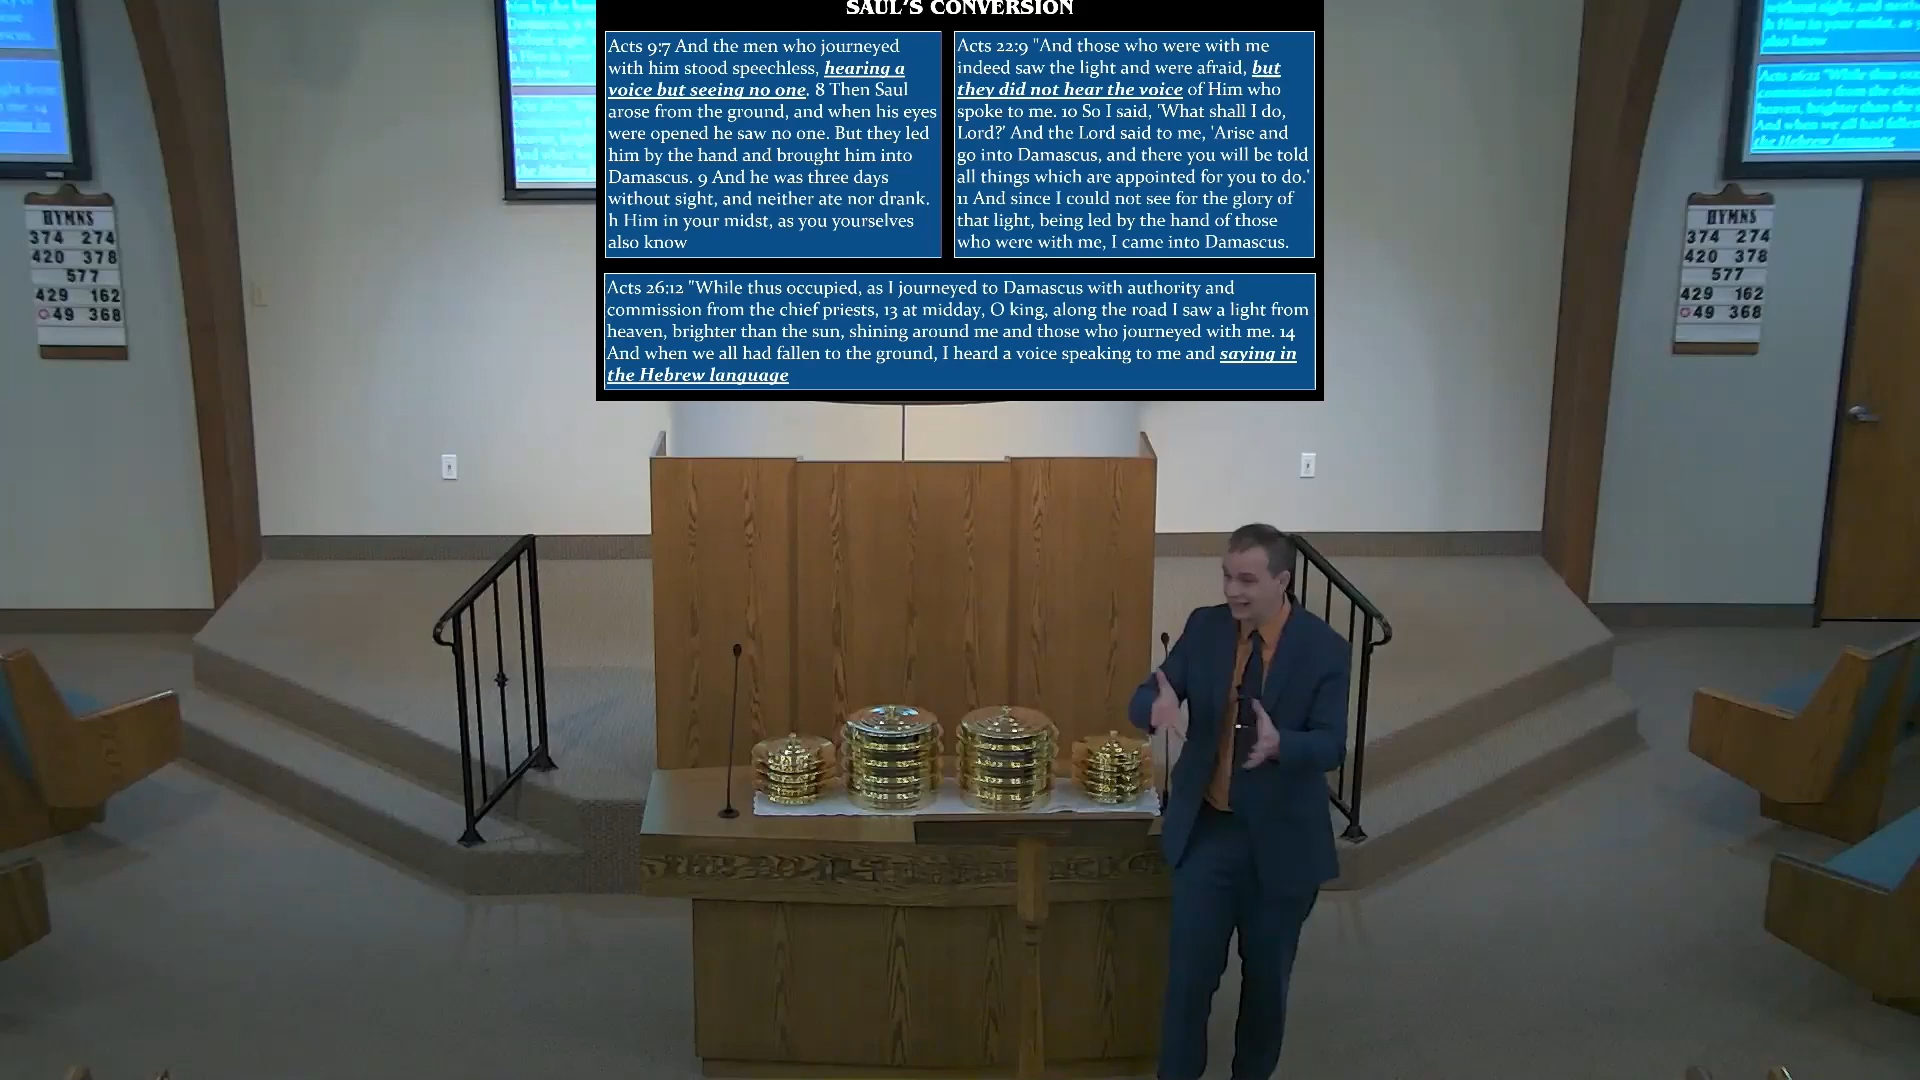 SAUL'S CONVERSION
Acts 9:7 And the men who journeyed
with him stood speechless, hearing a
voice but seeing no one. 8 Then Saul
arose from the ground, and when his eyes
were opened he saw no one. But they led
him by the hand and brought him into
Damascus. 9 And he was three days
without sight, and neither ate nor drank.
h Him in your midst, as you yourselves
also know
Acts 22:9 "And those who were with me
indeed saw the light and were afraid, but
they did not hear the voice of Him who
spoke to me. 10 So I said, 'What shall I do,
Lord?' And the Lord said to me, 'Arise and
go into Damascus, and there you will be told
all things which are appointed for you to do.'
11 And since I could not see for the glory of
that light, being led by the hand of those
who were with me, I came into Damascus.
Acts 26:12 "While thus occupied, as I journeyed to Damascus with authority and
commission from the chief priests, 13 at midday, O king, along the road I saw a light from
heaven, brighter than the sun, shining around me and those who journeyed with me. 14
And when we all had fallen to the ground, I heard a voice speaking to me and saying in
the Hebrew language
HYMNS
374 274
420 378
577
429 162
49 368
HYMNS
374 274
420 378
577
429 162
49 368